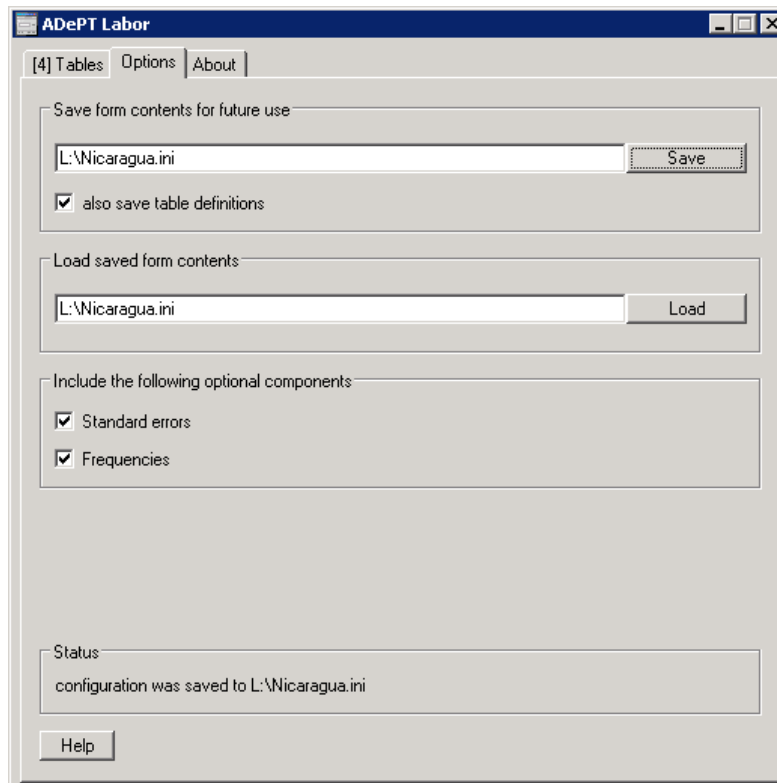 ADePT Labor
[4] Tables Options About
Save form contents for future use
L:\Nicaragua.ini Save
also save table definitions
Load saved form contents
L:\Nicaragua.ini Load
Include the following optional components
Standard errors
Frequencies
Status
configuration was saved to L:\Nicaragua.ini
Help